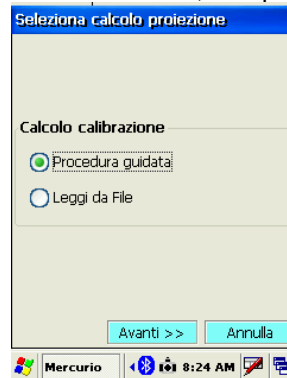 Seleziona calcolo proiezione
Calcolo calibrazione
Procedura guidata
Leggi da File
Avanti >> Annulla
Mercurio 8:24 AM